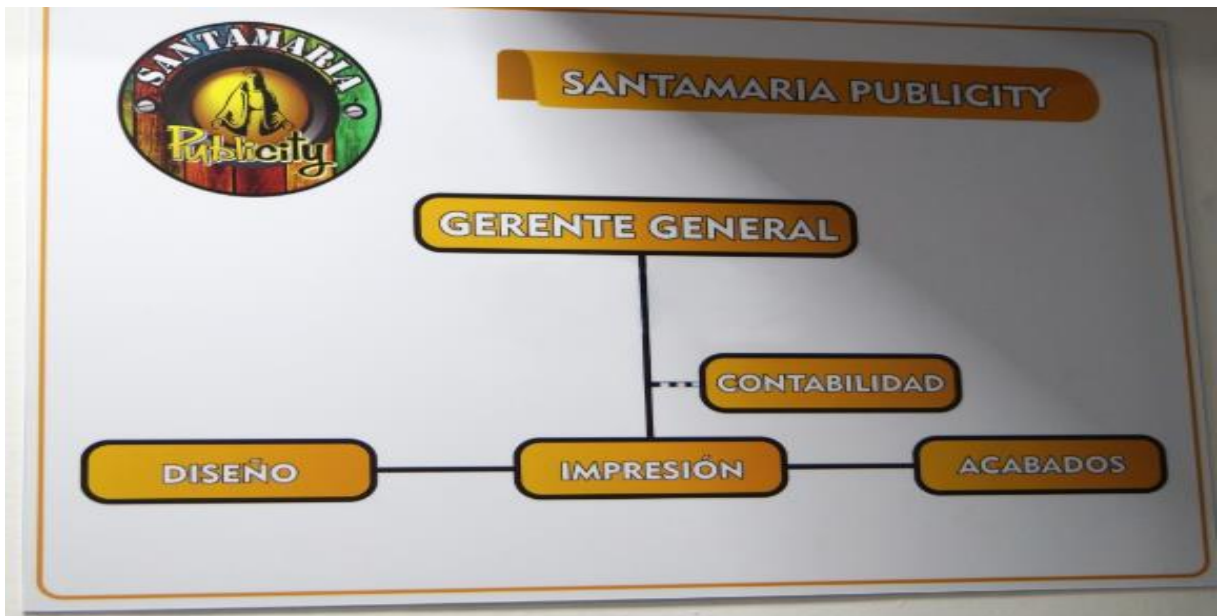 SANTAMARIA
Publicity
SANTAMARIA PUBLICITY
GERENTE GENERAL
CONTABILIDAD
DISEÑO
IMPRESIÓN
ACABADOS